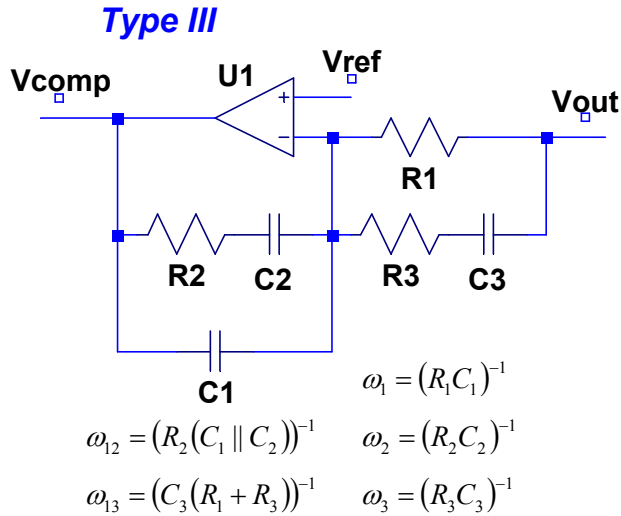 Type III
Vcomp
U1
Vref
Vout
+
−
R1
R2
C2
R3
C3
C1
ω₁ = (R₁C₁)⁻¹
ω₁₂ = (R₂(C₁ || C₂))⁻¹ ω₂ = (R₂C₂)⁻¹
ω₁₃ = (C₃(R₁ + R₃))⁻¹ ω₃ = (R₃C₃)⁻¹